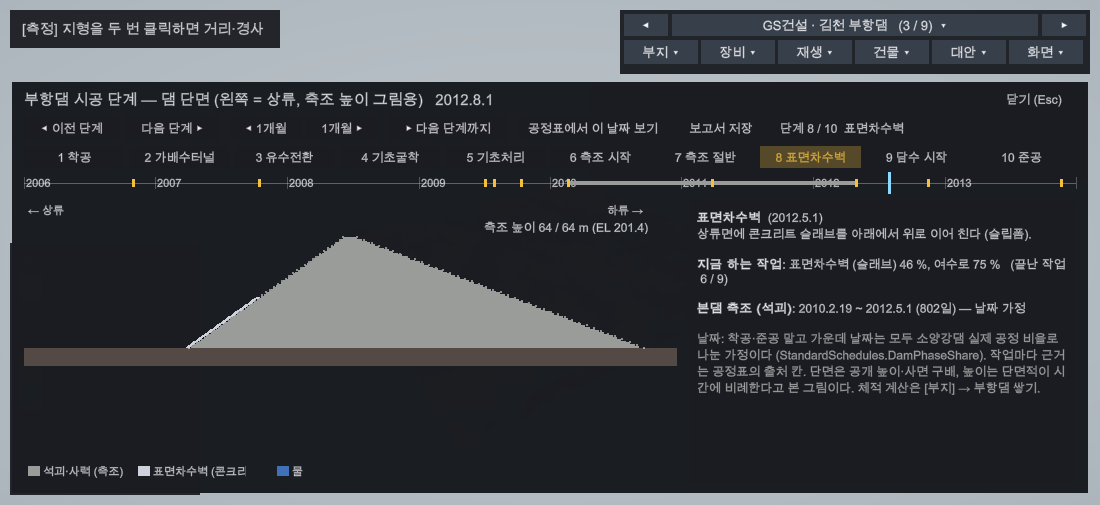 [측정] 지형을 두 번 클릭하면 거리·경사
◂ GS건설 · 김천 부항댐 (3 / 9) ▾ ▸
부지 ▾ 장비 ▾ 재생 ▾ 건물 ▾ 대안 ▾ 화면 ▾
부항댐 시공 단계 — 댐 단면 (왼쪽 = 상류, 축조 높이 그림용) 2012.8.1 닫기 (Esc)
◂ 이전 단계 다음 단계 ▸ ◂ 1개월 1개월 ▸ ▸ 다음 단계까지 공정표에서 이 날짜 보기 보고서 저장 단계 8 / 10 표면차수벽
1 착공 2 가배수터널 3 유수전환 4 기초굴착 5 기초처리 6 축조 시작 7 축조 절반 8 표면차수벽 9 담수 시작 10 준공
2006 2007 2008 2009 2010 2011 2012 2013
← 상류 하류 →
축조 높이 64 / 64 m (EL 201.4)
표면차수벽 (2012.5.1)
상류면에 콘크리트 슬래브를 아래에서 위로 이어 친다 (슬립폼).
지금 하는 작업: 표면차수벽 (슬래브) 46 %, 여수로 75 % (끝난 작업
6 / 9)
본댐 축조 (석괴): 2010.2.19 ~ 2012.5.1 (802일) — 날짜 가정
날짜: 착공·준공 말고 가운데 날짜는 모두 소양강댐 실제 공정 비율로
나눈 가정이다 (StandardSchedules.DamPhaseShare). 작업마다 근거
는 공정표의 출처 칸. 단면은 공개 높이·사면 구배, 높이는 단면적이 시
간에 비례한다고 본 그림이다. 체적 계산은 [부지] → 부항댐 쌓기.
석괴·사력 (축조) 표면차수벽 (콘크리 물